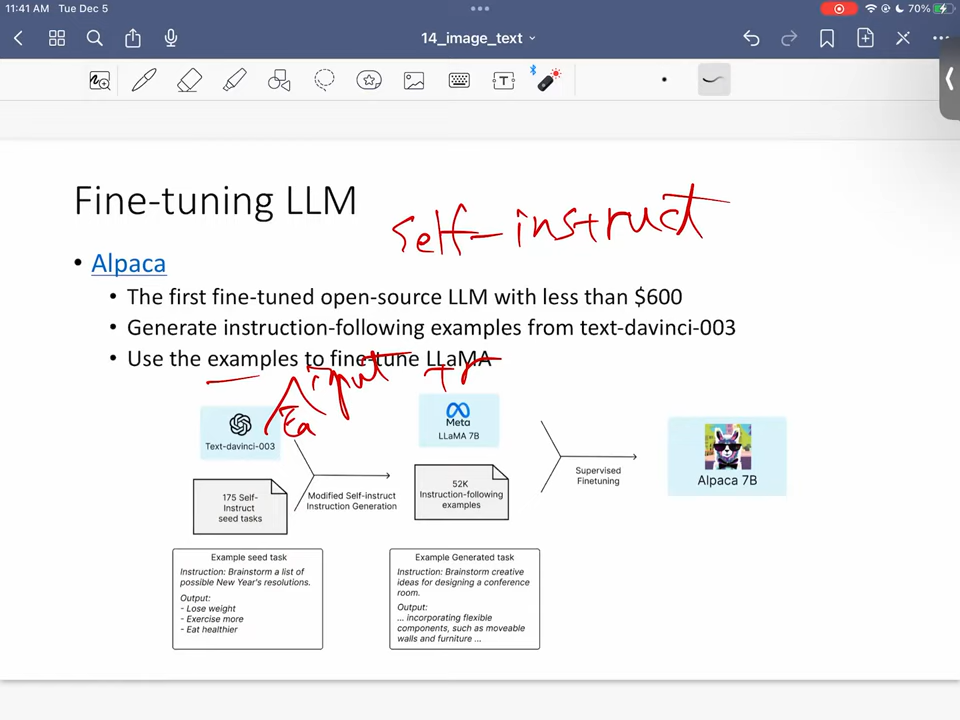 11:41 AM Tue Dec 5
70%
14_image_text
Fine-tuning LLM
self-instruct
• Alpaca
• The first fine-tuned open-source LLM with less than $600
• Generate instruction-following examples from text-davinci-003
• Use the examples to fine-tune LLaMA
input
Text-davinci-003
Meta
LLaMA 7B
175 Self-
Instruct
seed tasks
Modified Self-instruct
Instruction Generation
52K
Instruction-following
examples
Supervised
Finetuning
Alpaca 7B
Example seed task
Instruction: Brainstorm a list of
possible New Year's resolutions.
Output:
- Lose weight
- Exercise more
- Eat healthier
Example Generated task
Instruction: Brainstorm creative
ideas for designing a conference
room.
Output:
... incorporating flexible
components, such as moveable
walls and furniture ...